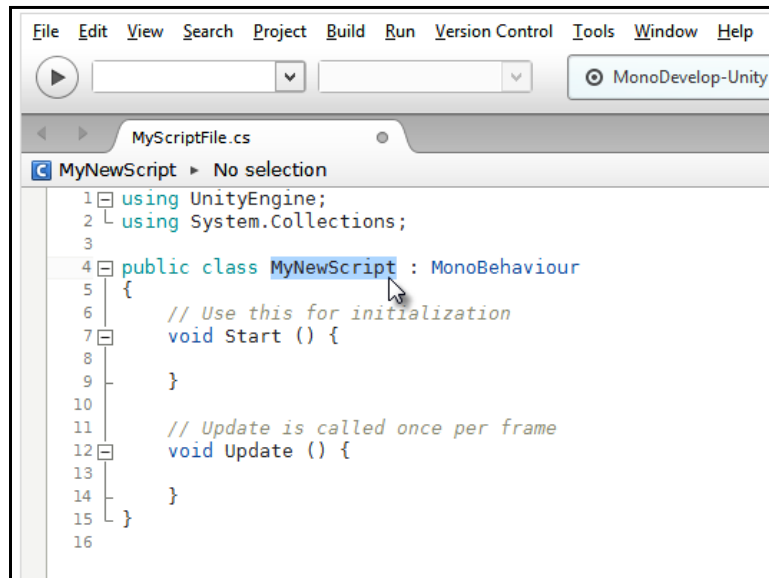 File Edit View Search Project Build Run Version Control Tools Window Help
MonoDevelop-Unity
MyScriptFile.cs
MyNewScript ▸ No selection
1 using UnityEngine;
2 using System.Collections;
3
4 public class MyNewScript : MonoBehaviour
5 {
6 // Use this for initialization
7 void Start () {
8
9 }
10
11 // Update is called once per frame
12 void Update () {
13
14 }
15 }
16